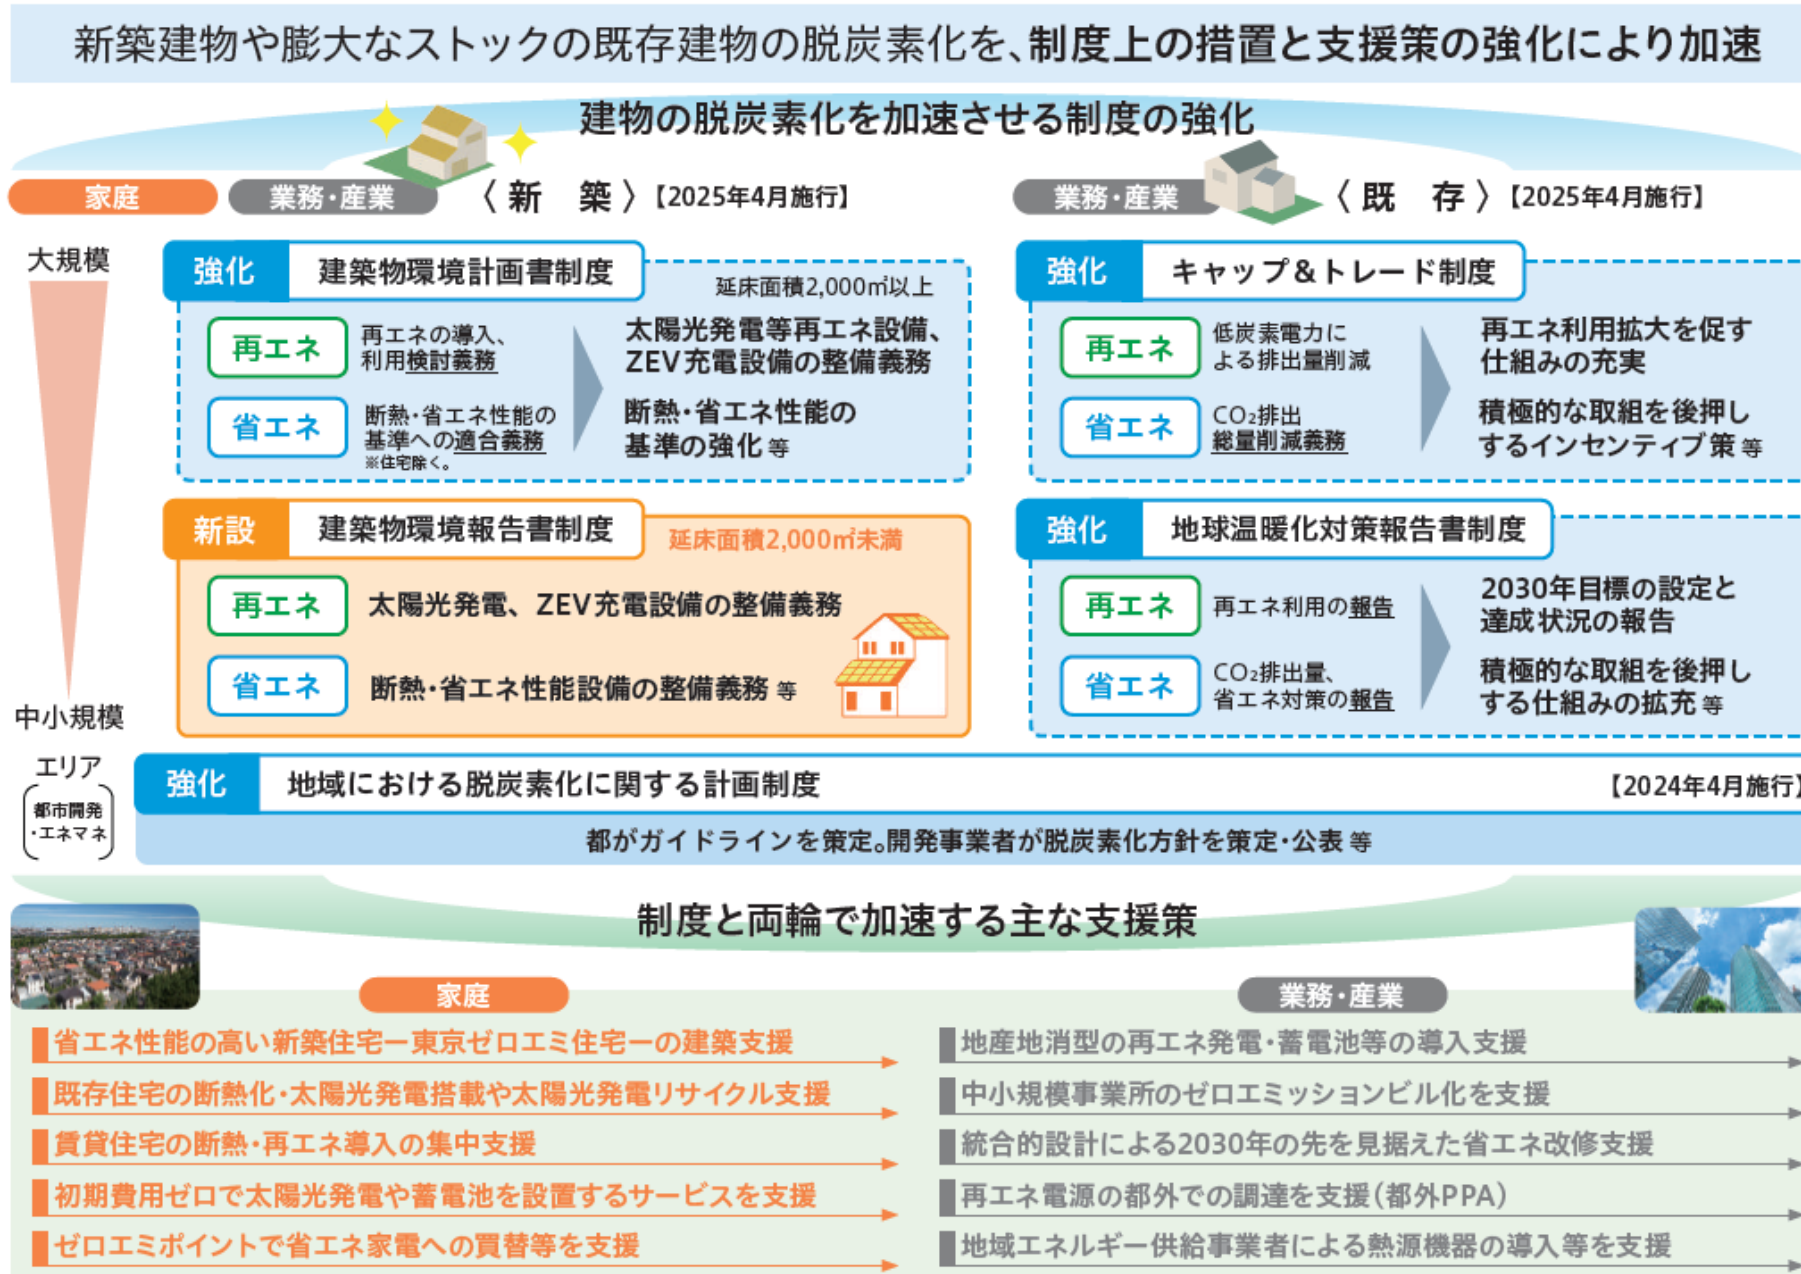 新築建物や膨大なストックの既存建物の脱炭素化を、制度上の措置と支援策の強化により加速
建物の脱炭素化を加速させる制度の強化
家庭
業務・産業
〈新 築〉【2025年4月施行】
業務・産業
〈既 存〉【2025年4月施行】
大規模
中小規模
強化
建築物環境計画書制度
延床面積2,000㎡以上
再エネ
再エネの導入、
利用検討義務
太陽光発電等再エネ設備、
ZEV充電設備の整備義務
省エネ
断熱・省エネ性能の
基準への適合義務
※住宅除く。
断熱・省エネ性能の
基準の強化 等
強化
キャップ＆トレード制度
再エネ
低炭素電力に
よる排出量削減
再エネ利用拡大を促す
仕組みの充実
省エネ
CO₂排出
総量削減義務
積極的な取組を後押し
するインセンティブ策 等
新設
建築物環境報告書制度
延床面積2,000㎡未満
再エネ
太陽光発電、ZEV充電設備の整備義務
省エネ
断熱・省エネ性能設備の整備義務 等
強化
地球温暖化対策報告書制度
再エネ
再エネ利用の報告
2030年目標の設定と
達成状況の報告
省エネ
CO₂排出量、
省エネ対策の報告
積極的な取組を後押し
する仕組みの拡充 等
エリア
都市開発
・エネマネ
強化
地域における脱炭素化に関する計画制度
【2024年4月施行】
都がガイドラインを策定。開発事業者が脱炭素化方針を策定・公表 等
制度と両輪で加速する主な支援策
家庭
省エネ性能の高い新築住宅ー東京ゼロエミ住宅ーの建築支援
既存住宅の断熱化・太陽光発電搭載や太陽光発電リサイクル支援
賃貸住宅の断熱・再エネ導入の集中支援
初期費用ゼロで太陽光発電や蓄電池を設置するサービスを支援
ゼロエミポイントで省エネ家電への買替等を支援
業務・産業
地産地消型の再エネ発電・蓄電池等の導入支援
中小規模事業所のゼロエミッションビル化を支援
統合的設計による2030年の先を見据えた省エネ改修支援
再エネ電源の都外での調達を支援（都外PPA）
地域エネルギー供給事業者による熱源機器の導入等を支援